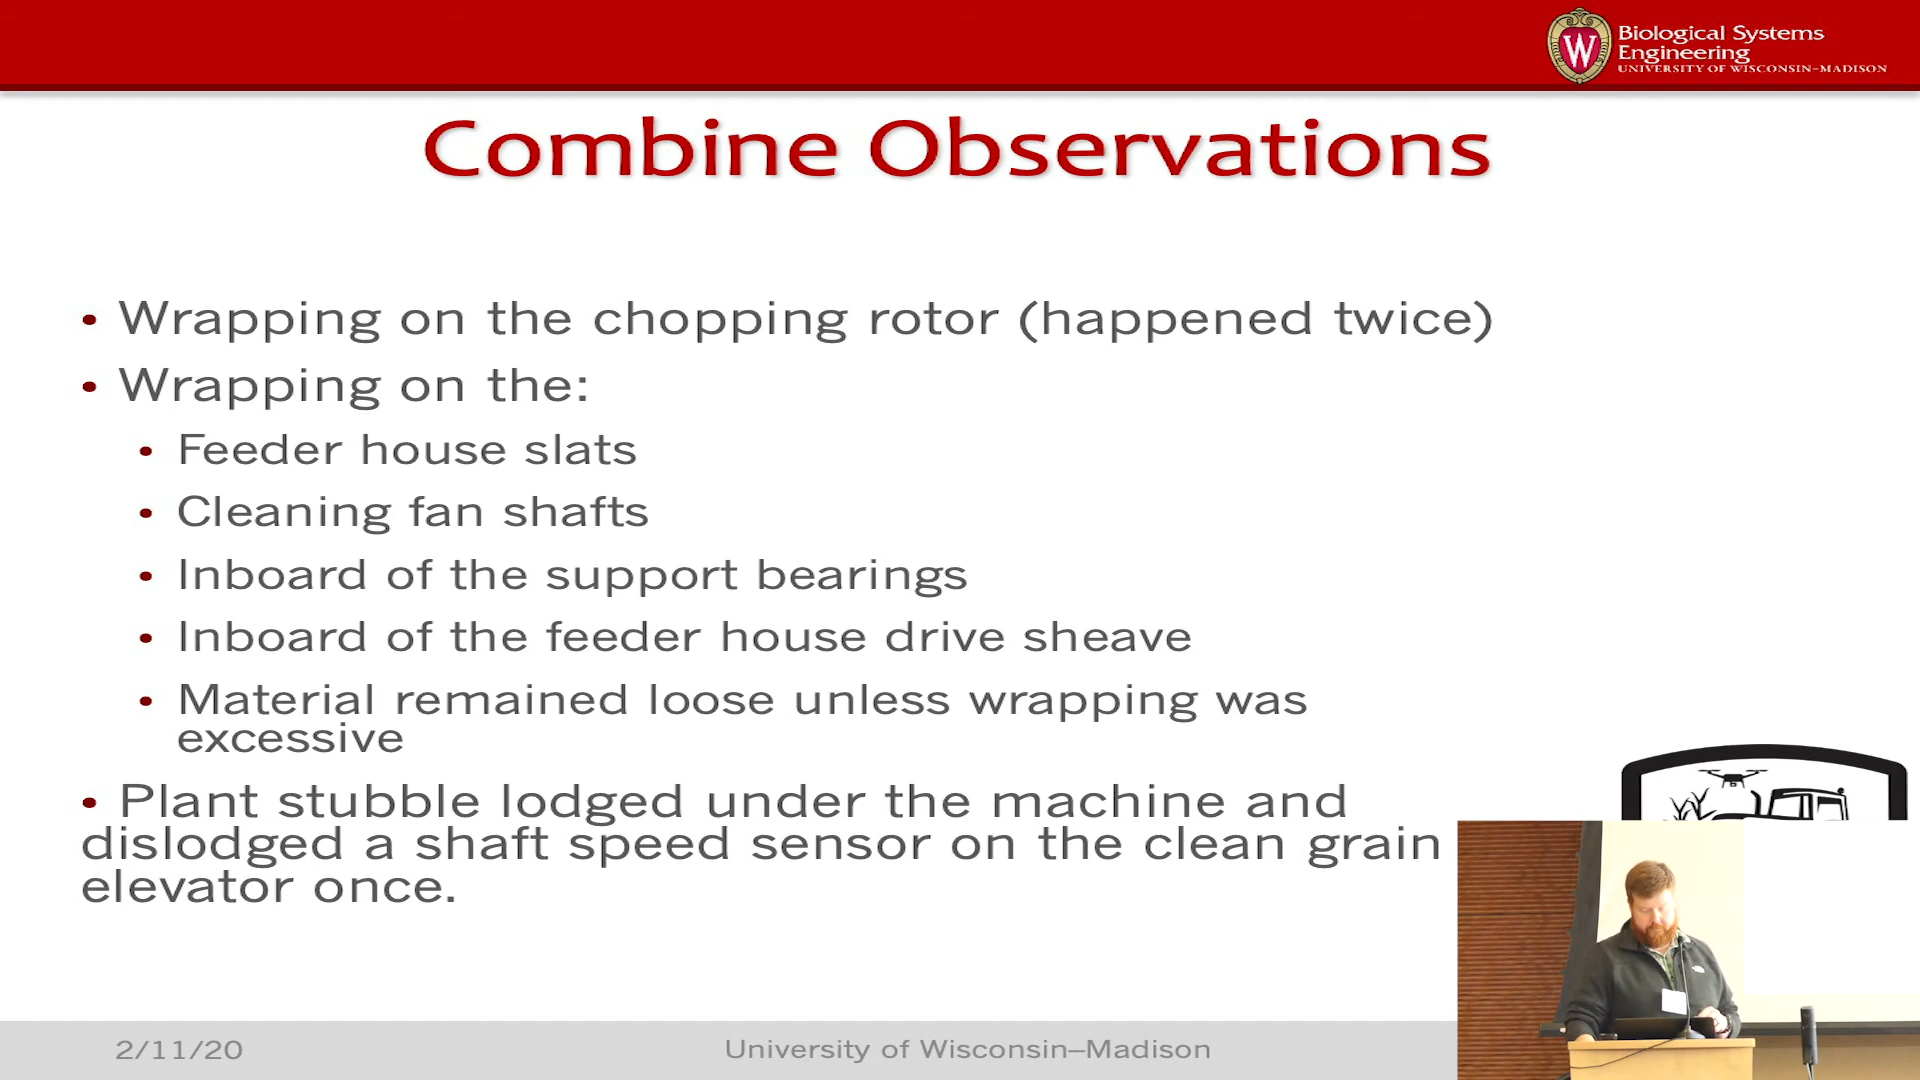 W
Biological Systems
Engineering
UNIVERSITY OF WISCONSIN–MADISON
Combine Observations
• Wrapping on the chopping rotor (happened twice)
• Wrapping on the:
• Feeder house slats
• Cleaning fan shafts
• Inboard of the support bearings
• Inboard of the feeder house drive sheave
• Material remained loose unless wrapping was
excessive
• Plant stubble lodged under the machine and
dislodged a shaft speed sensor on the clean grain
elevator once.
2/11/20
University of Wisconsin–Madison